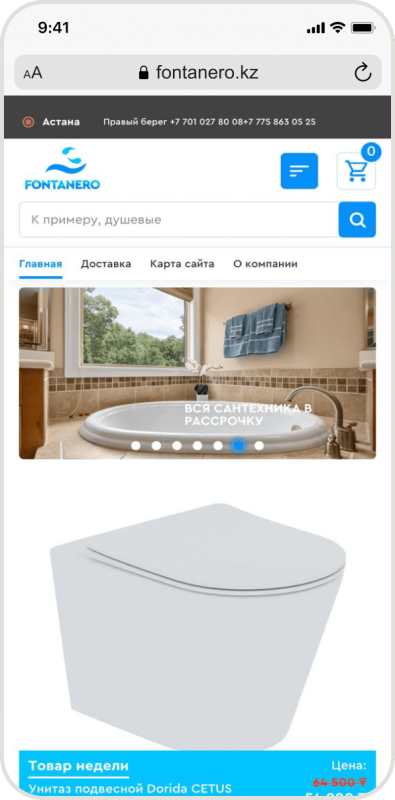 9:41
AA
fontanero.kz
Астана
Правый берег +7 701 027 80 08+7 775 863 05 25
FONTANERO
0
К примеру, душевые
Главная
Доставка
Карта сайта
О компании
ВСЯ САНТЕХНИКА В
РАССРОЧКУ
Товар недели
Цена:
64 500 ₸
Унитаз подвесной Dorida CETUS